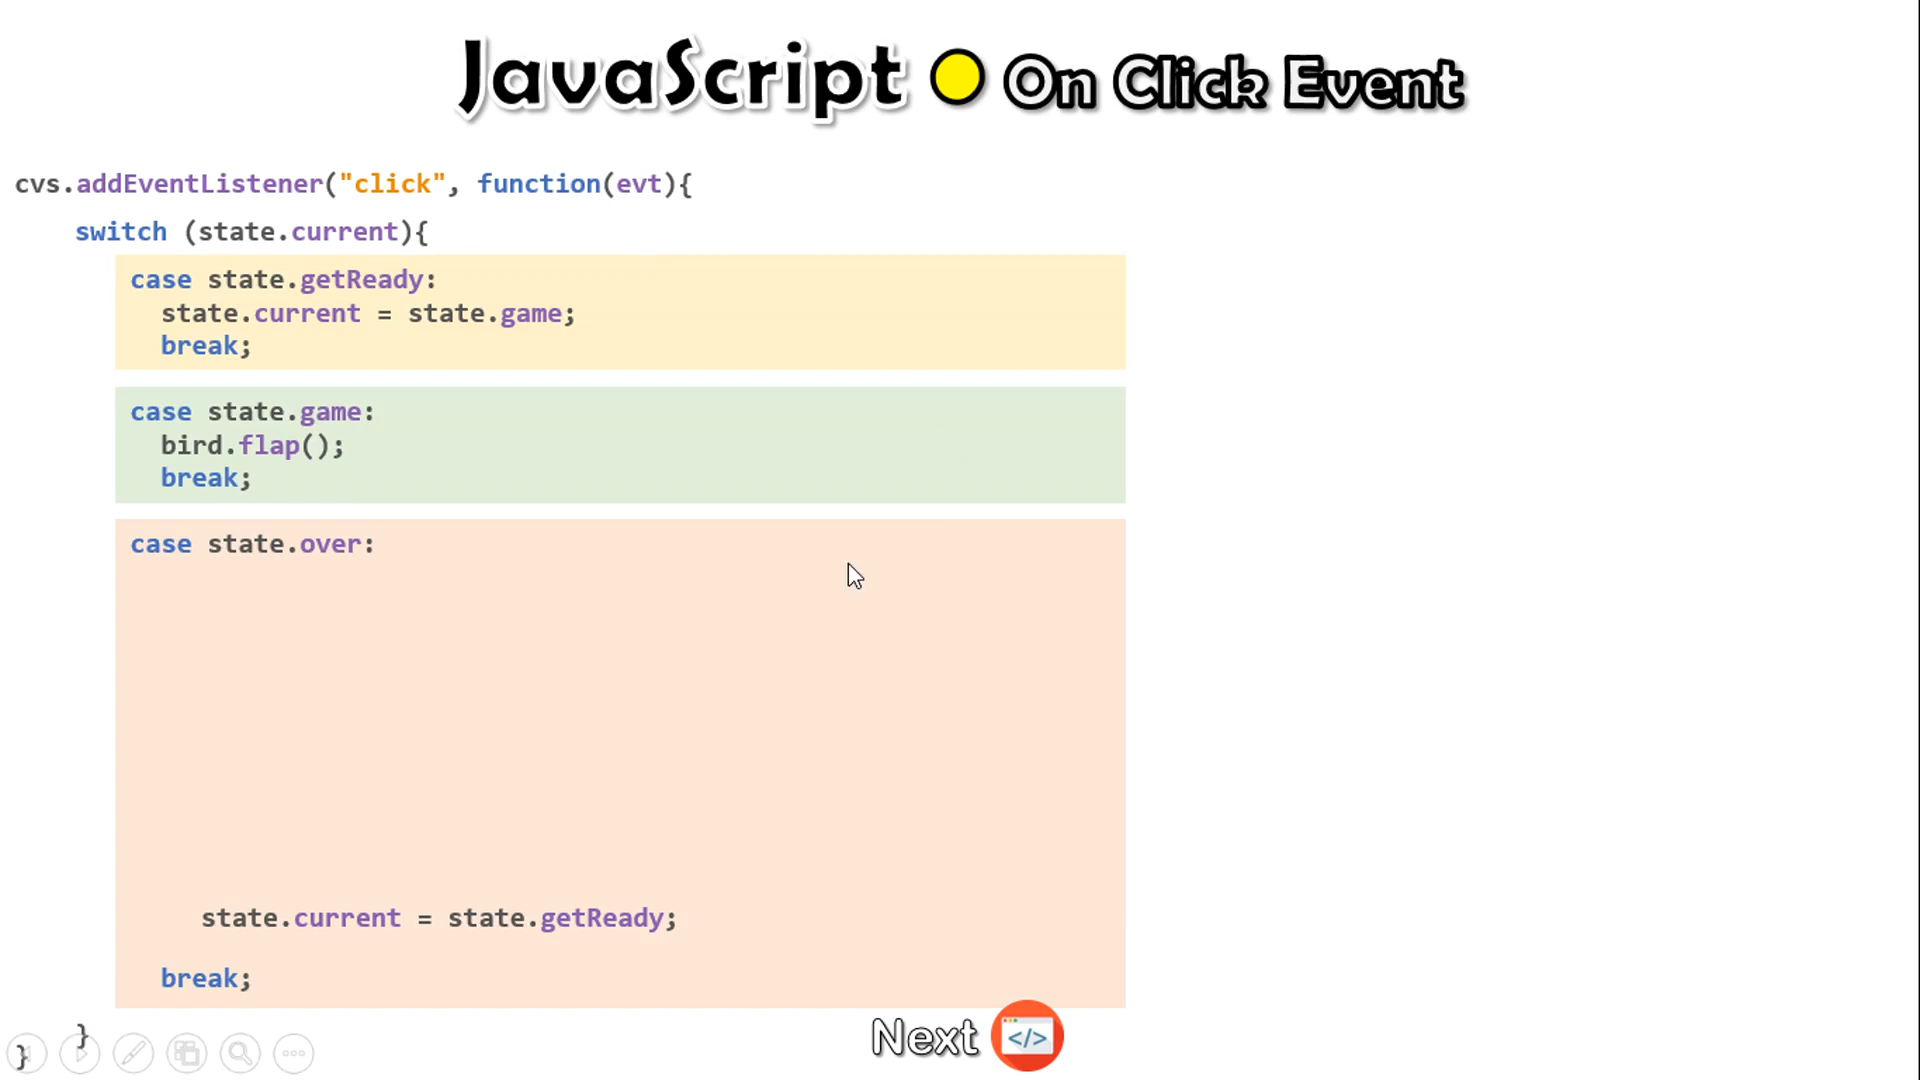 JavaScript On Click Event
cvs.addEventListener("click", function(evt){
switch (state.current){
case state.getReady:
state.current = state.game;
break;
case state.game:
bird.flap();
break;
case state.over:
state.current = state.getReady;
break;
}
}
Next </>